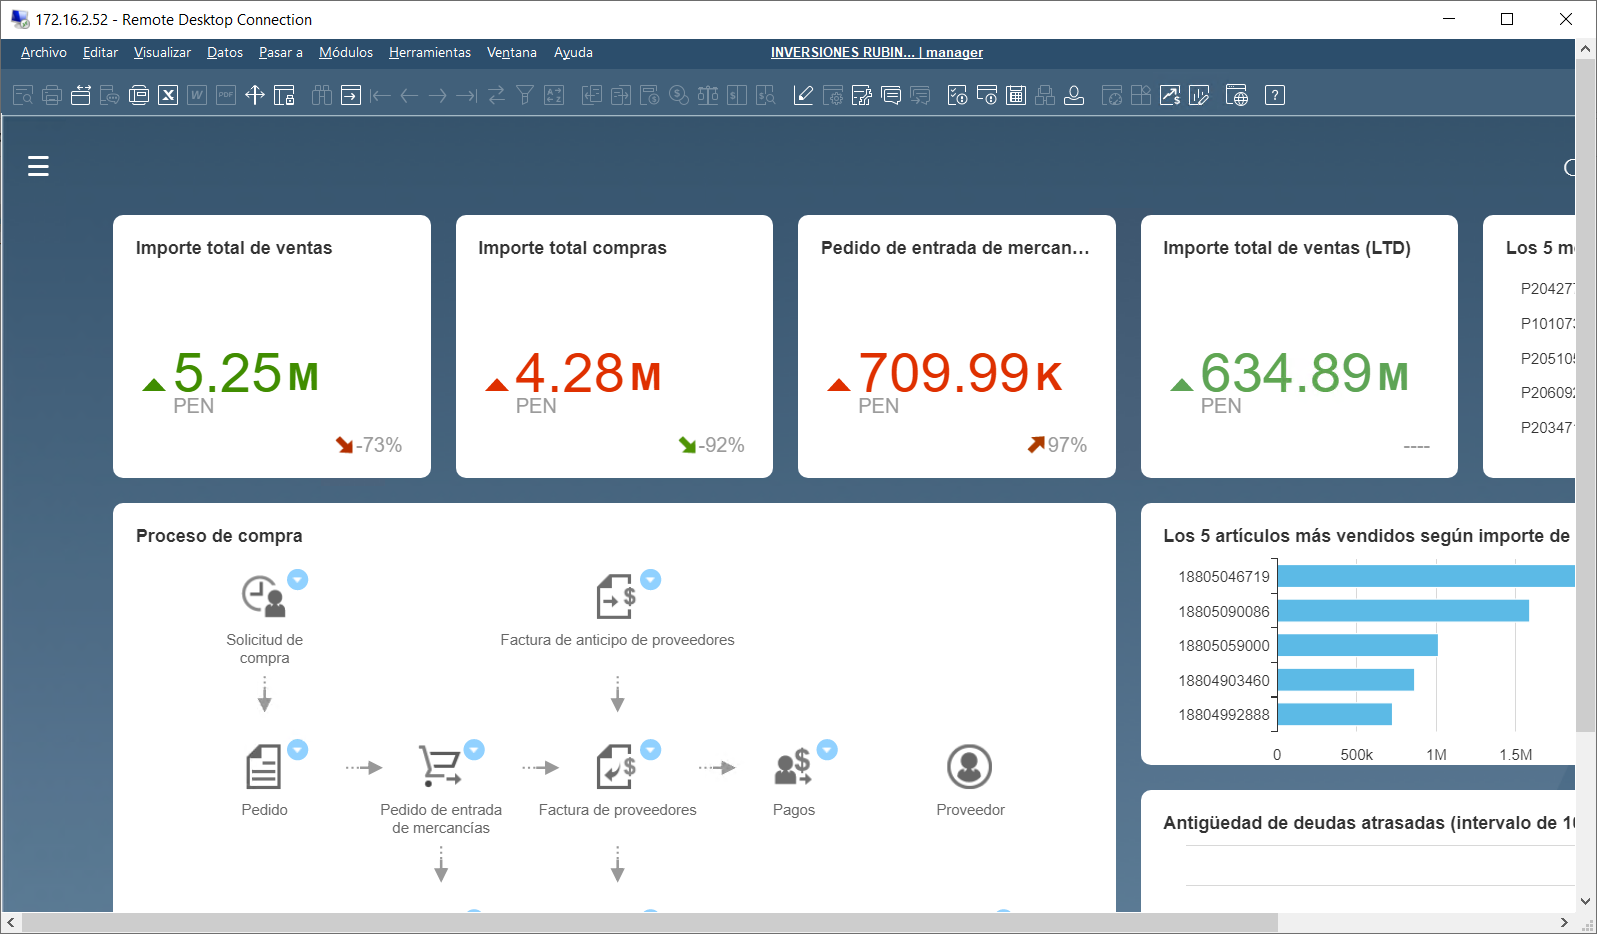 172.16.2.52 - Remote Desktop Connection
Archivo Editar Visualizar Datos Pasar a Módulos Herramientas Ventana Ayuda INVERSIONES RUBIN... | manager
Importe total de ventas
5.25 M
PEN
-73%
Importe total compras
4.28 M
PEN
-92%
Pedido de entrada de mercan...
709.99 K
PEN
97%
Importe total de ventas (LTD)
634.89 M
PEN
----
Los 5
P20427
P10107
P20510
P20609
P20347
Proceso de compra
Solicitud de
compra
Factura de anticipo de proveedores
Pedido
Pedido de entrada
de mercancías
Factura de proveedores
Pagos
Proveedor
Los 5 artículos más vendidos según importe de
18805046719
18805090086
18805059000
18804903460
18804992888
0 500k 1M 1.5M
Antigüedad de deudas atrasadas (intervalo de